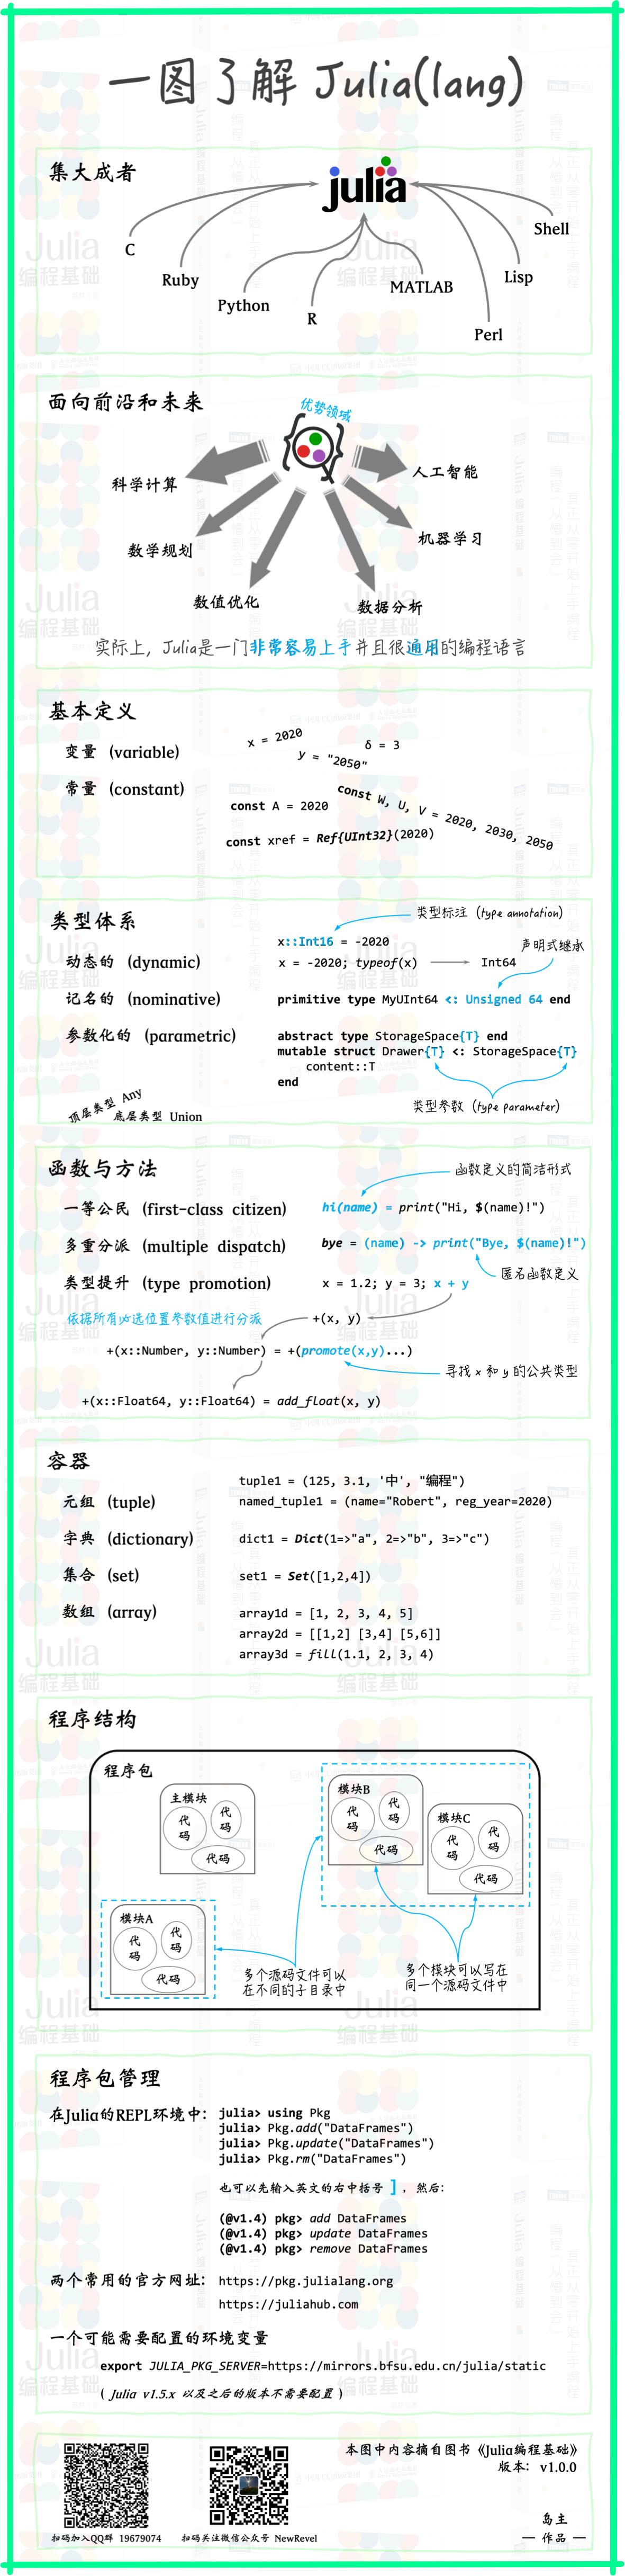 一图了解 Julia(lang)
集大成者
julia
C
Ruby
Python
R
MATLAB
Perl
Lisp
Shell
面向前沿和未来
优势领域
科学计算
人工智能
数学规划
机器学习
数值优化
数据分析
实际上，Julia是一门非常容易上手并且很通用的编程语言
基本定义
变量 (variable)
x = 2020
y = "2050"
δ = 3
常量 (constant)
const A = 2020
const W, U, V = 2020, 2030, 2050
const xref = Ref{UInt32}(2020)
类型体系
类型标注 (type annotation)
x::Int16 = -2020
动态的 (dynamic)
x = -2020; typeof(x)
Int64
声明式继承
记名的 (nominative)
primitive type MyUInt64 <: Unsigned 64 end
参数化的 (parametric)
abstract type StorageSpace{T} end
mutable struct Drawer{T} <: StorageSpace{T}
content::T
end
类型参数 (type parameter)
顶层类型 Any
底层类型 Union
函数与方法
函数定义的简洁形式
一等公民 (first-class citizen)
hi(name) = print("Hi, $(name)!")
多重分派 (multiple dispatch)
bye = (name) -> print("Bye, $(name)!")
匿名函数定义
类型提升 (type promotion)
x = 1.2; y = 3; x + y
依据所有必选位置参数值进行分派
+(x, y)
+(x::Number, y::Number) = +(promote(x,y)...)
寻找 x 和 y 的公共类型
+(x::Float64, y::Float64) = add_float(x, y)
容器
元组 (tuple)
tuple1 = (125, 3.1, '中', "编程")
named_tuple1 = (name="Robert", reg_year=2020)
字典 (dictionary)
dict1 = Dict(1=>"a", 2=>"b", 3=>"c")
集合 (set)
set1 = Set([1,2,4])
数组 (array)
array1d = [1, 2, 3, 4, 5]
array2d = [[1,2] [3,4] [5,6]]
array3d = fill(1.1, 2, 3, 4)
程序结构
程序包
主模块
代码
代码
代码
模块B
代码
代码
代码
模块C
代码
代码
代码
模块A
代码
代码
代码
多个源码文件可以
在不同的子目录中
多个模块可以写在
同一个源码文件中
程序包管理
在Julia的REPL环境中：
julia> using Pkg
julia> Pkg.add("DataFrames")
julia> Pkg.update("DataFrames")
julia> Pkg.rm("DataFrames")
也可以先输入英文的右中括号 ]，然后：
(@v1.4) pkg> add DataFrames
(@v1.4) pkg> update DataFrames
(@v1.4) pkg> remove DataFrames
两个常用的官方网址：
https://pkg.julialang.org
https://juliahub.com
一个可能需要配置的环境变量
export JULIA_PKG_SERVER=https://mirrors.bfsu.edu.cn/julia/static
( Julia v1.5.x 以及之后的版本不需要配置 )
本图中内容摘自图书《Julia编程基础》
版本： v1.0.0
岛主
— 作品 —
扫码加入QQ群 19679074
扫码关注微信公众号 NewRevel